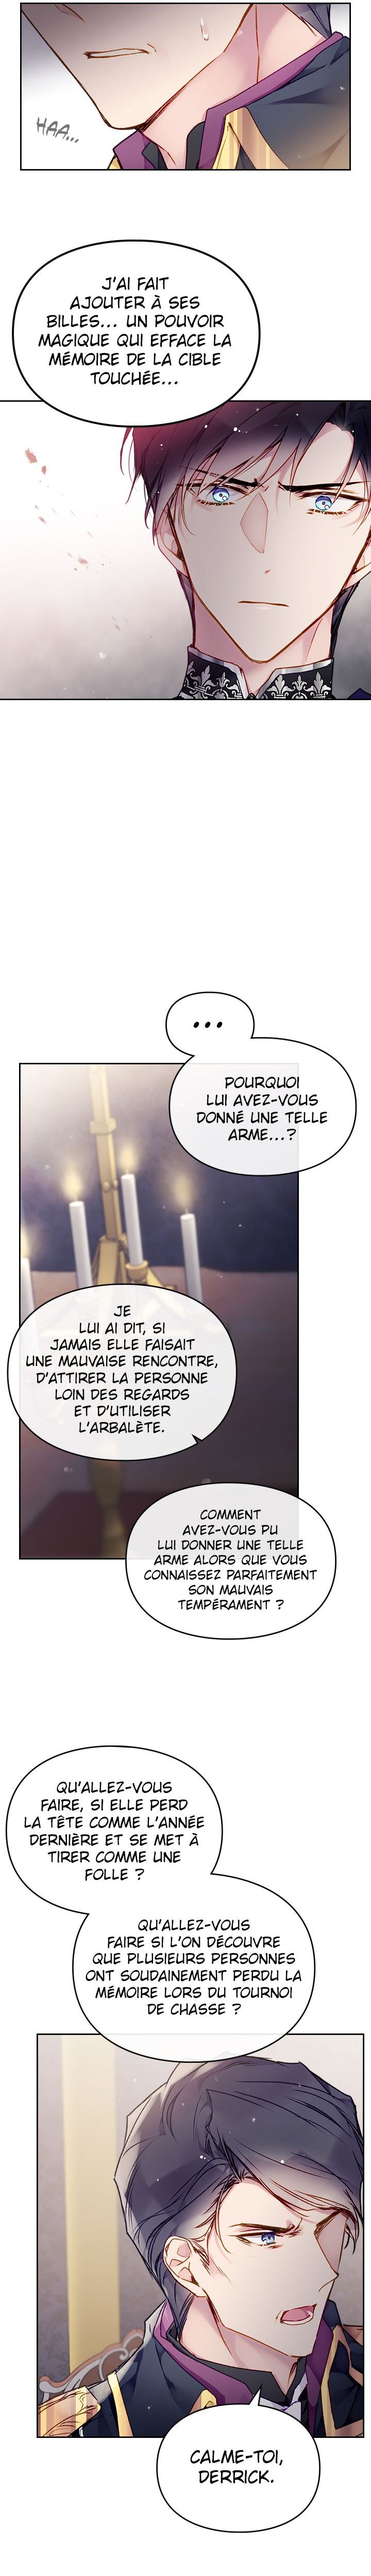 HAA...
J'AI FAIT
AJOUTER À SES
BILLES... UN POUVOIR
MAGIQUE QUI EFFACE LA
MÉMOIRE DE LA CIBLE
TOUCHÉE...
...
POURQUOI
LUI AVEZ-VOUS
DONNÉ UNE TELLE
ARME...?
JE
LUI AI DIT, SI
JAMAIS ELLE FAISAIT
UNE MAUVAISE RENCONTRE,
D'ATTIRER LA PERSONNE
LOIN DES REGARDS
ET D'UTILISER
L'ARBALÈTE.
COMMENT
AVEZ-VOUS PU
LUI DONNER UNE TELLE
ARME ALORS QUE VOUS
CONNAISSEZ PARFAITEMENT
SON MAUVAIS
TEMPÉRAMENT ?
QU'ALLEZ-VOUS
FAIRE, SI ELLE PERD
LA TÊTE COMME L'ANNÉE
DERNIÈRE ET SE MET À
TIRER COMME UNE
FOLLE ?
QU'ALLEZ-VOUS
FAIRE SI L'ON DÉCOUVRE
QUE PLUSIEURS PERSONNES
ONT SOUDAINEMENT PERDU LA
MÉMOIRE LORS DU TOURNOI
DE CHASSE ?
CALME-TOI,
DERRICK.